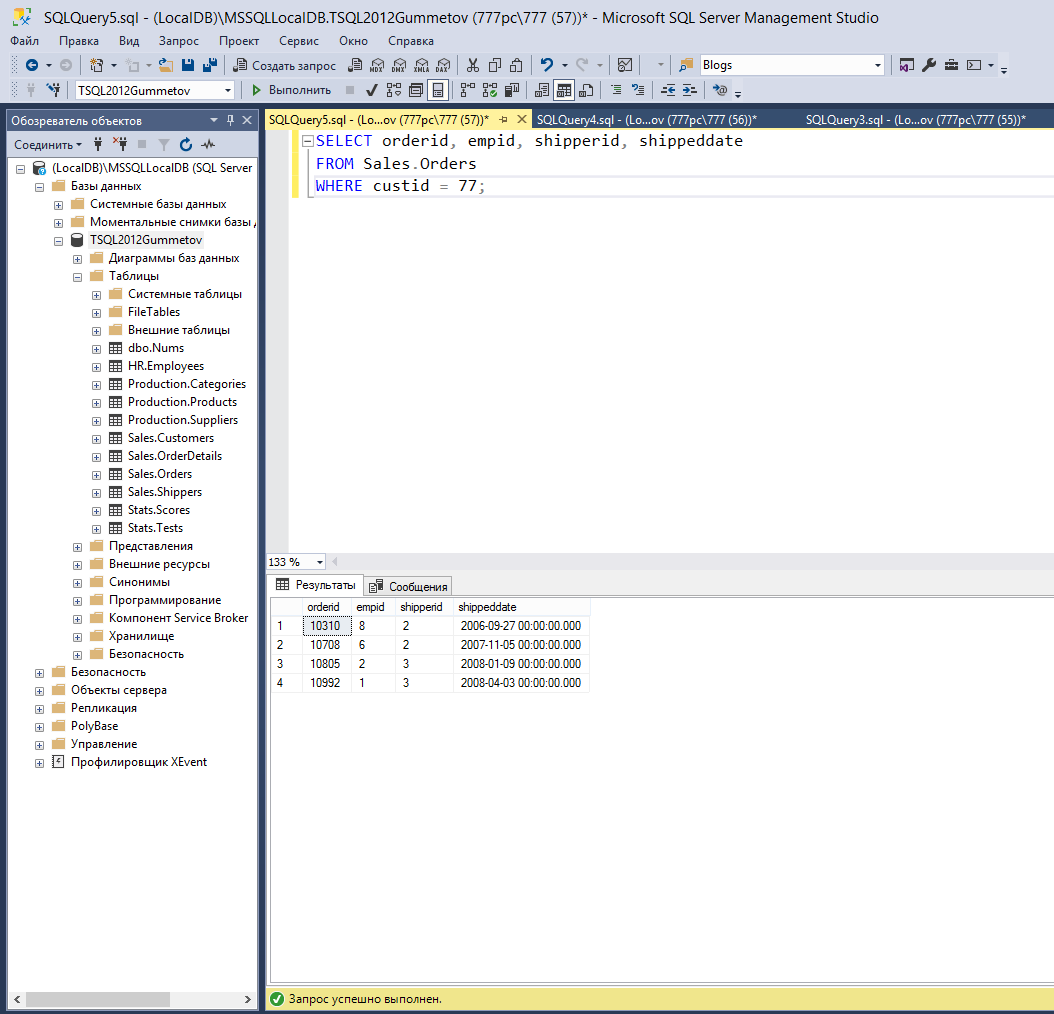 SQLQuery5.sql - (LocalDB)\MSSQLLocalDB.TSQL2012Gummetov (777pc\777 (57))* - Microsoft SQL Server Management Studio
Файл Правка Вид Запрос Проект Сервис Окно Справка
Создать запрос MDX DMX XMLA DAX Blogs
TSQL2012Gummetov Выполнить
Обозреватель объектов
Соединить
(LocalDB)\MSSQLLocalDB (SQL Server
Базы данных
Системные базы данных
Моментальные снимки базы
TSQL2012Gummetov
Диаграммы баз данных
Таблицы
Системные таблицы
FileTables
Внешние таблицы
dbo.Nums
HR.Employees
Production.Categories
Production.Products
Production.Suppliers
Sales.Customers
Sales.OrderDetails
Sales.Orders
Sales.Shippers
Stats.Scores
Stats.Tests
Представления
Внешние ресурсы
Синонимы
Программирование
Компонент Service Broker
Хранилище
Безопасность
Безопасность
Объекты сервера
Репликация
PolyBase
Управление
Профилировщик XEvent
SQLQuery5.sql - (Lo...ov (777pc\777 (57))* SQLQuery4.sql - (Lo...ov (777pc\777 (56))* SQLQuery3.sql - (Lo...ov (777pc\777 (55))*
SELECT orderid, empid, shipperid, shippeddate
FROM Sales.Orders
WHERE custid = 77;
133 %
Результаты Сообщения
orderid empid shipperid shippeddate
1 10310 8 2 2006-09-27 00:00:00.000
2 10708 6 2 2007-11-05 00:00:00.000
3 10805 2 3 2008-01-09 00:00:00.000
4 10992 1 3 2008-04-03 00:00:00.000
Запрос успешно выполнен.